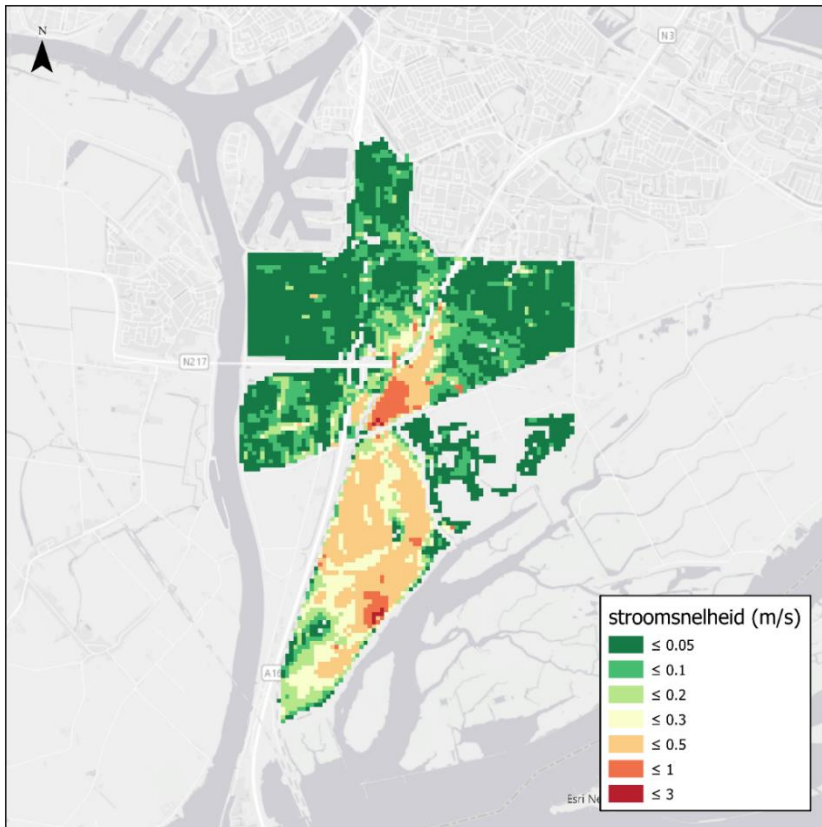 N
N3
N217
A16
stroomsnelheid (m/s)
≤ 0.05
≤ 0.1
≤ 0.2
≤ 0.3
≤ 0.5
≤ 1
≤ 3
Esri Ne